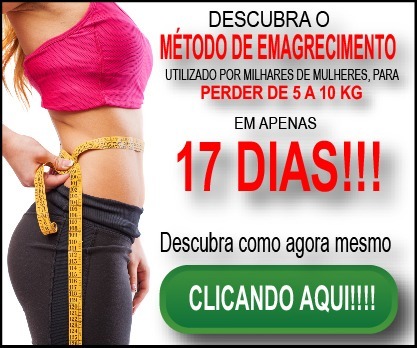 DESCUBRA O
MÉTODO DE EMAGRECIMENTO
UTILIZADO POR MILHARES DE MULHERES, PARA
PERDER DE 5 A 10 KG
EM APENAS
17 DIAS!!!
Descubra como agora mesmo
CLICANDO AQUI!!!!